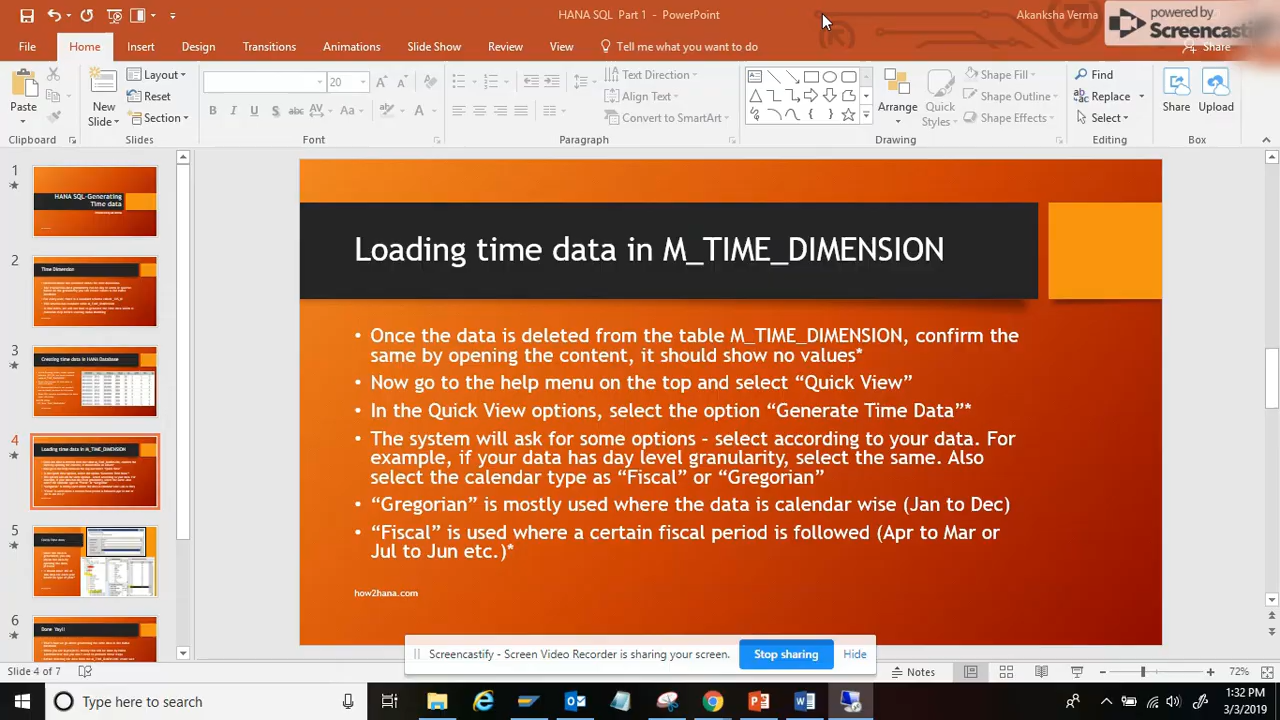 HANA SQL Part 1 - PowerPoint
Akanksha Verma
powered by
Screencasti
File Home Insert Design Transitions Animations Slide Show Review View Tell me what you want to do Share
Paste
Clipboard
New
Slide
Layout
Reset
Section
Slides
20
B I U S abc AV Aa A
Font
Text Direction
Align Text
Convert to SmartArt
Paragraph
Arrange
Quick
Styles
Shape Fill
Shape Outline
Shape Effects
Drawing
Find
Replace
Select
Editing
Share
Upload
Box
1
HANA SQL-Generating
Time data
2
Time Dimension
3
Creating time data in HANA Database
4
Loading time data in M_TIME_DIMENSION
5
6
Done Yay!!
Loading time data in M_TIME_DIMENSION
• Once the data is deleted from the table M_TIME_DIMENSION, confirm the
same by opening the content, it should show no values*
• Now go to the help menu on the top and select “Quick View”
• In the Quick View options, select the option “Generate Time Data”*
• The system will ask for some options – select according to your data. For
example, if your data has day level granularity, select the same. Also
select the calendar type as “Fiscal” or “Gregorian”
• “Gregorian” is mostly used where the data is calendar wise (Jan to Dec)
• “Fiscal” is used where a certain fiscal period is followed (Apr to Mar or
Jul to Jun etc.)*
how2hana.com
Screencastify - Screen Video Recorder is sharing your screen. Stop sharing Hide
Slide 4 of 7
Notes
72%
Type here to search
1:32 PM
3/3/2019